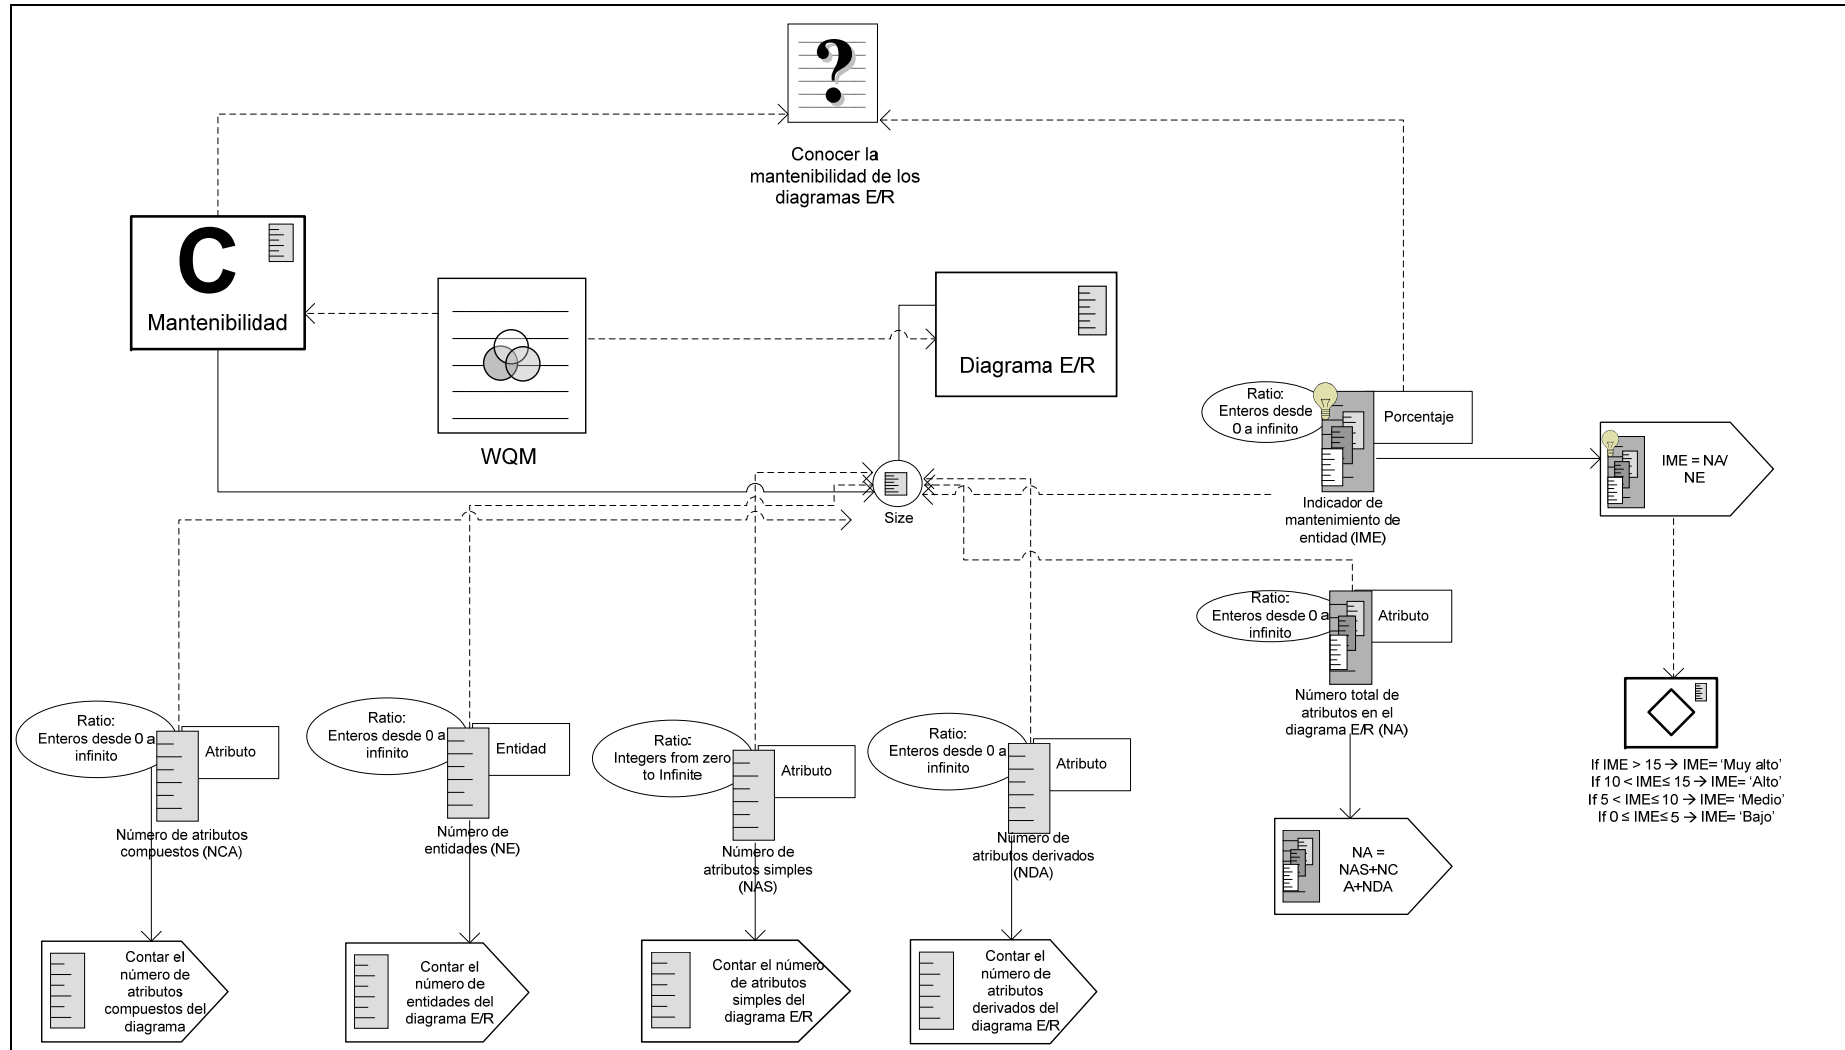 ?
Conocer la
mantenibilidad de los
diagramas E/R
C
Mantenibilidad
WQM
Diagrama E/R
Size
Ratio:
Enteros desde
0 a infinito
Porcentaje
Indicador de
mantenimiento de
entidad (IME)
IME = NA/
NE
Ratio:
Enteros desde 0 a
infinito
Atributo
Número total de
atributos en el
diagrama E/R (NA)
NA =
NAS+NC
A+NDA
If IME > 15 → IME= ‘Muy alto’
If 10 < IME≤ 15 → IME= ‘Alto’
If 5 < IME≤ 10 → IME= ‘Medio’
If 0 ≤ IME≤ 5 → IME= ‘Bajo’
Ratio:
Enteros desde 0 a
infinito
Atributo
Número de atributos
compuestos (NCA)
Ratio:
Enteros desde 0 a
infinito
Entidad
Número de
entidades (NE)
Ratio:
Integers from zero
to Infinite
Atributo
Número de
atributos simples
(NAS)
Ratio:
Enteros desde 0 a
infinito
Atributo
Número de
atributos derivados
(NDA)
Contar el
número de
atributos
compuestos del
diagrama
Contar el
número de
entidades del
diagrama E/R
Contar el número
de atributos
simples del
diagrama E/R
Contar el
número de
atributos
derivados del
diagrama E/R